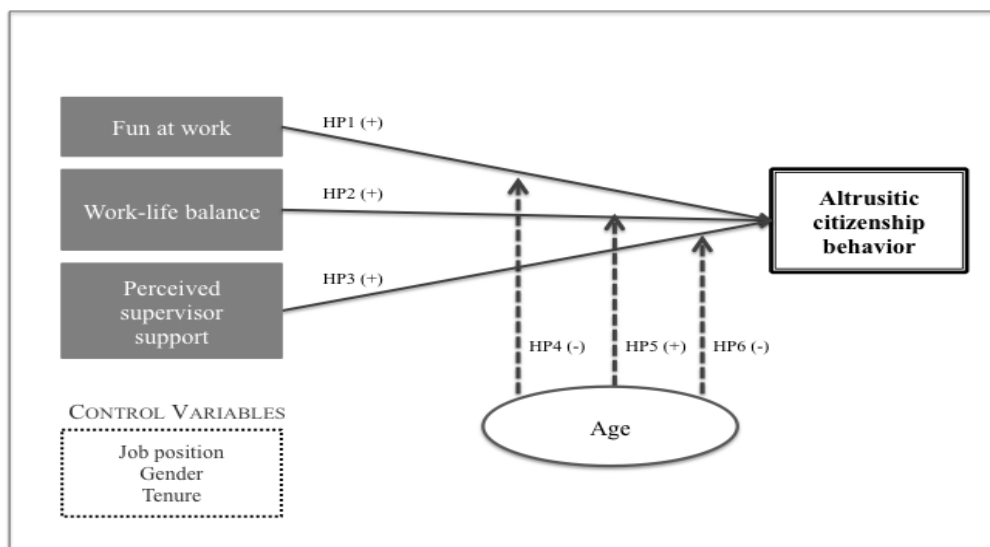 Fun at work
HP1 (+)
Work-life balance
HP2 (+)
Altrusitic
citizenship
behavior
Perceived
supervisor
support
HP3 (+)
HP4 (-)
HP5 (+)
HP6 (-)
CONTROL VARIABLES
Job position
Gender
Tenure
Age